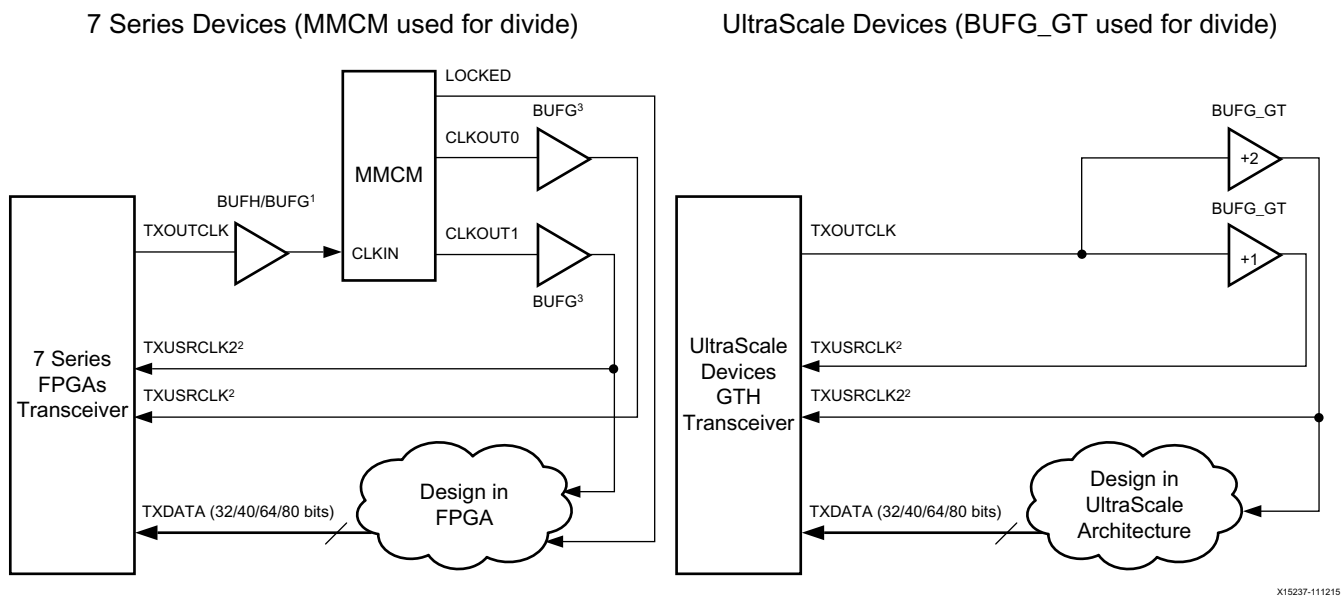 7 Series Devices (MMCM used for divide)
UltraScale Devices (BUFG_GT used for divide)
LOCKED
BUFG³
CLKOUT0
MMCM
BUFH/BUFG¹
TXOUTCLK
CLKIN
CLKOUT1
BUFG³
7 Series
FPGAs
Transceiver
TXUSRCLK2²
TXUSRCLK²
Design in
FPGA
TXDATA (32/40/64/80 bits)
BUFG_GT
+2
BUFG_GT
+1
TXOUTCLK
UltraScale
Devices
GTH
Transceiver
TXUSRCLK²
TXUSRCLK2²
Design in
UltraScale
Architecture
TXDATA (32/40/64/80 bits)
X15237-111215